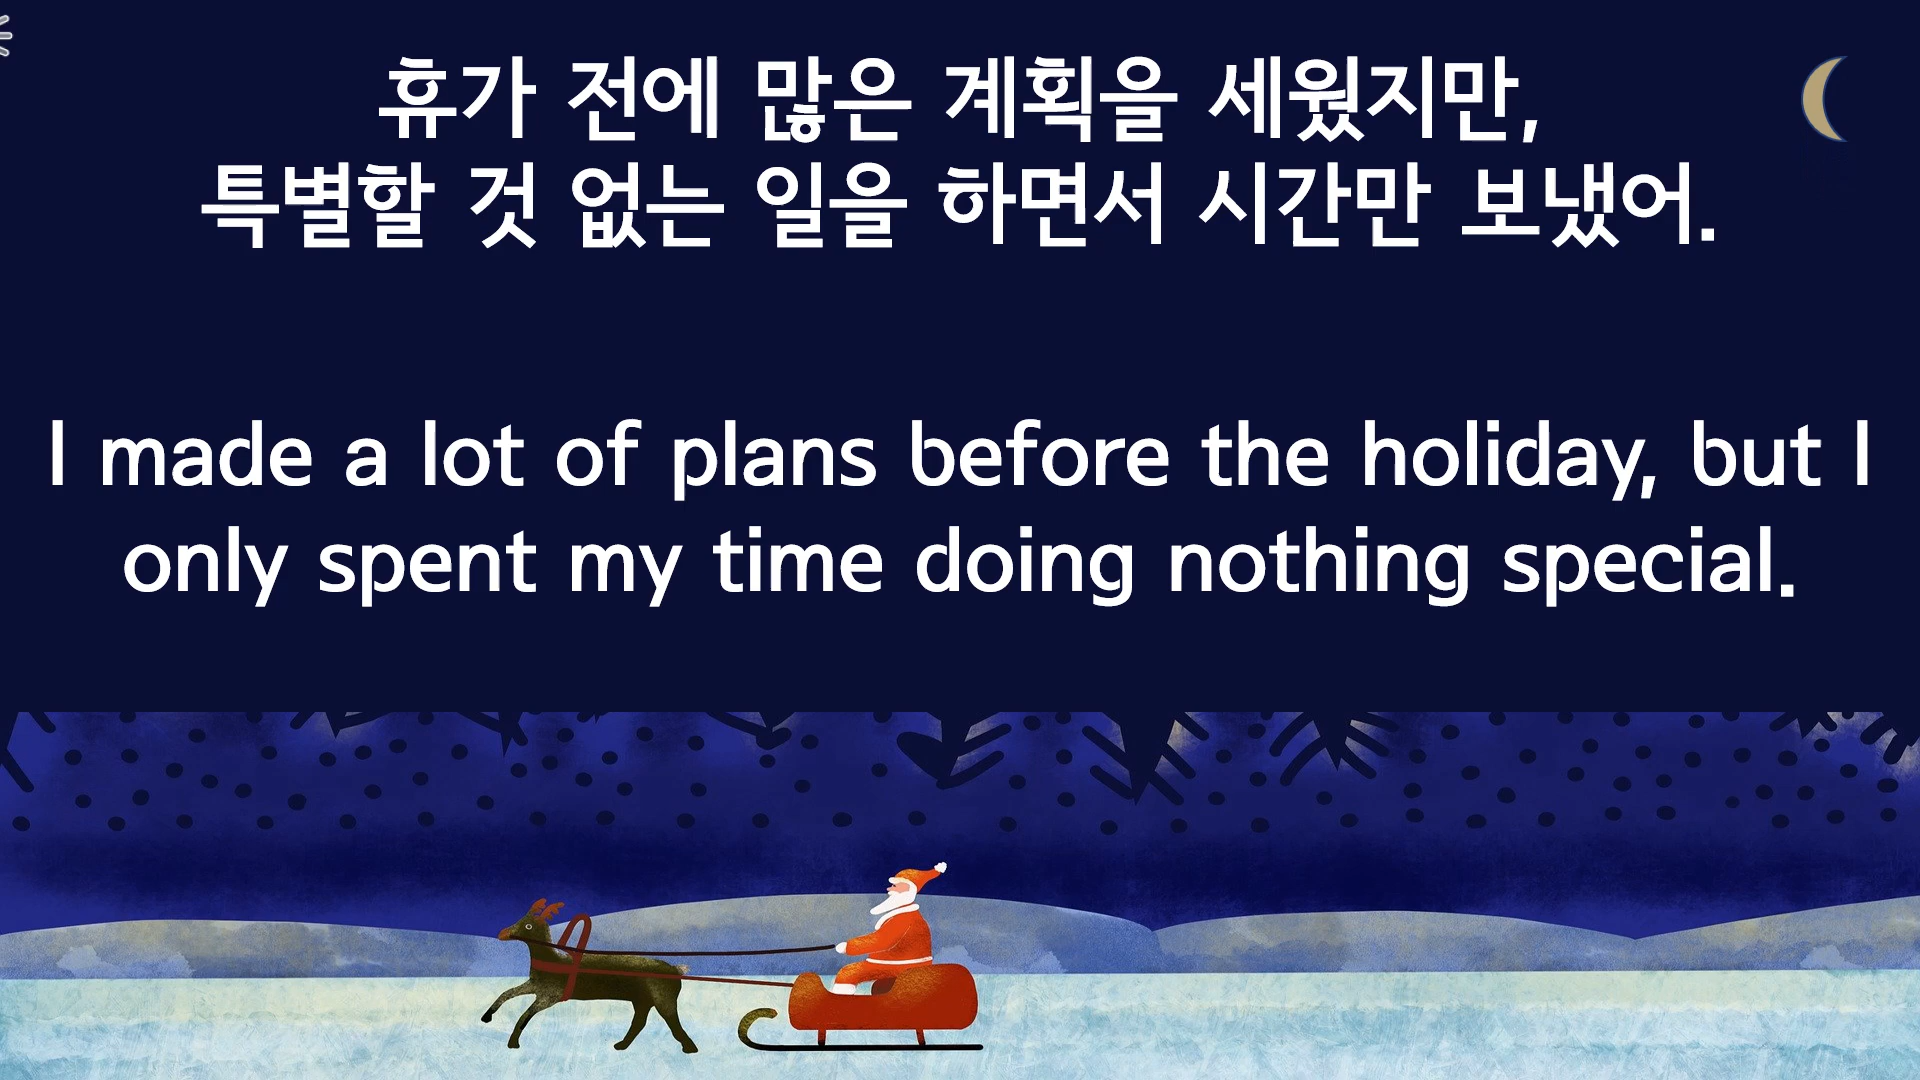 휴가 전에 많은 계획을 세웠지만,
특별할 것 없는 일을 하면서 시간만 보냈어.
I made a lot of plans before the holiday, but I
only spent my time doing nothing special.